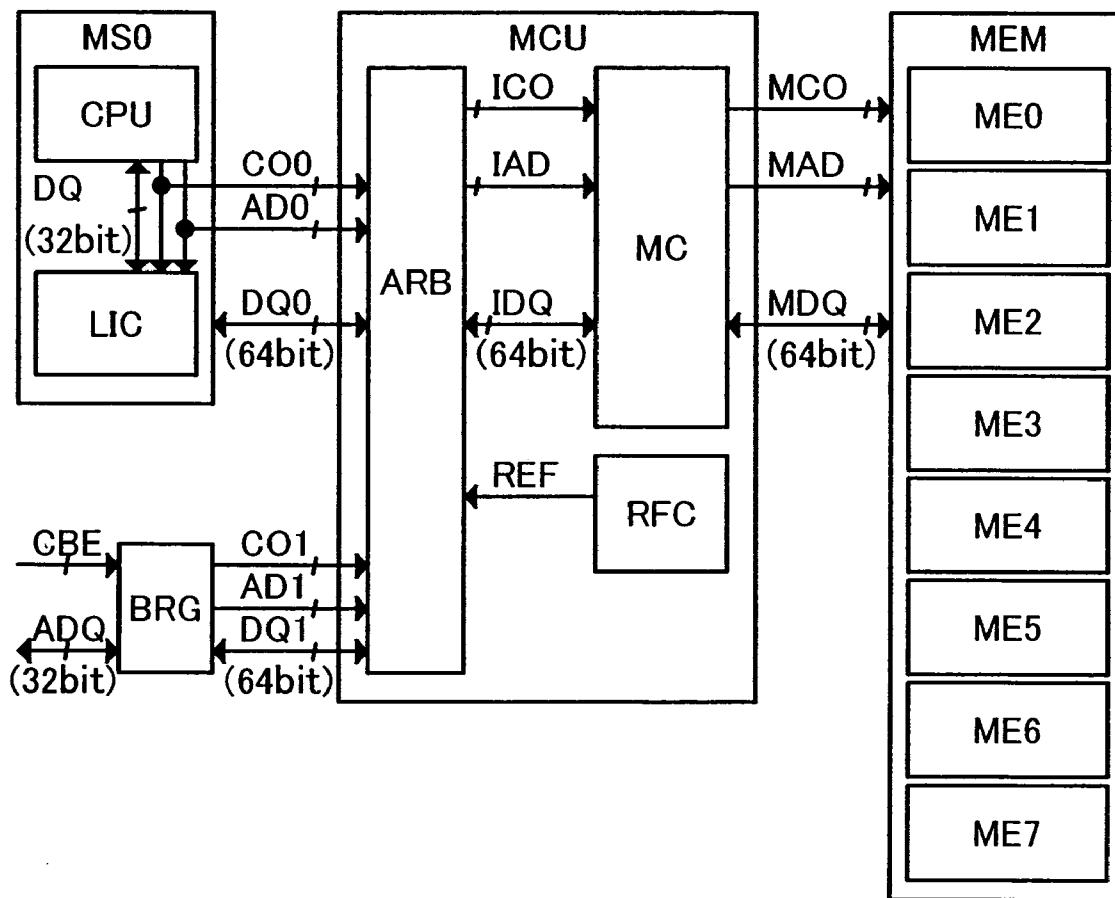 MS0
CPU
DQ
(32bit)
LIC
CO0
AD0
DQ0
(64bit)
CBE
ADQ
(32bit)
BRG
CO1
AD1
DQ1
(64bit)
MCU
ARB
ICO
IAD
IDQ
(64bit)
REF
MC
RFC
MCO
MAD
MDQ
(64bit)
MEM
ME0
ME1
ME2
ME3
ME4
ME5
ME6
ME7